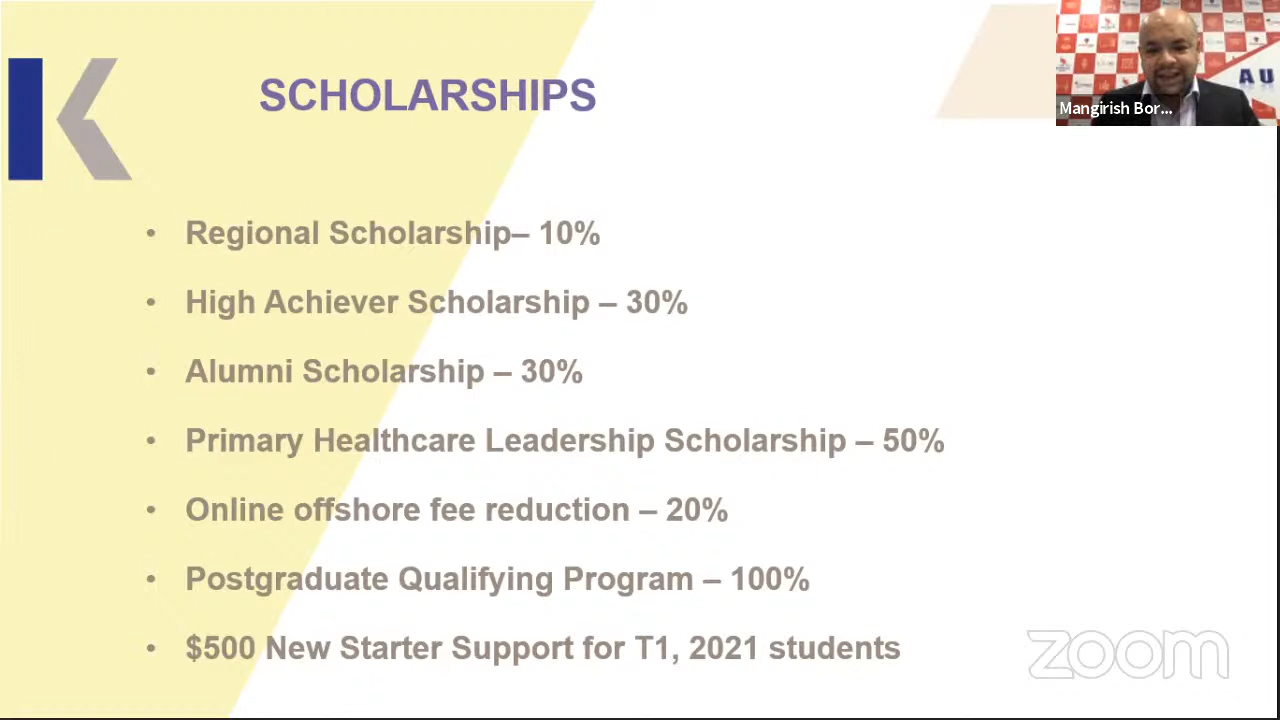 SCHOLARSHIPS
A U
Mangirish Bor...
• Regional Scholarship– 10%
• High Achiever Scholarship – 30%
• Alumni Scholarship – 30%
• Primary Healthcare Leadership Scholarship – 50%
• Online offshore fee reduction – 20%
• Postgraduate Qualifying Program – 100%
• $500 New Starter Support for T1, 2021 students
zoom